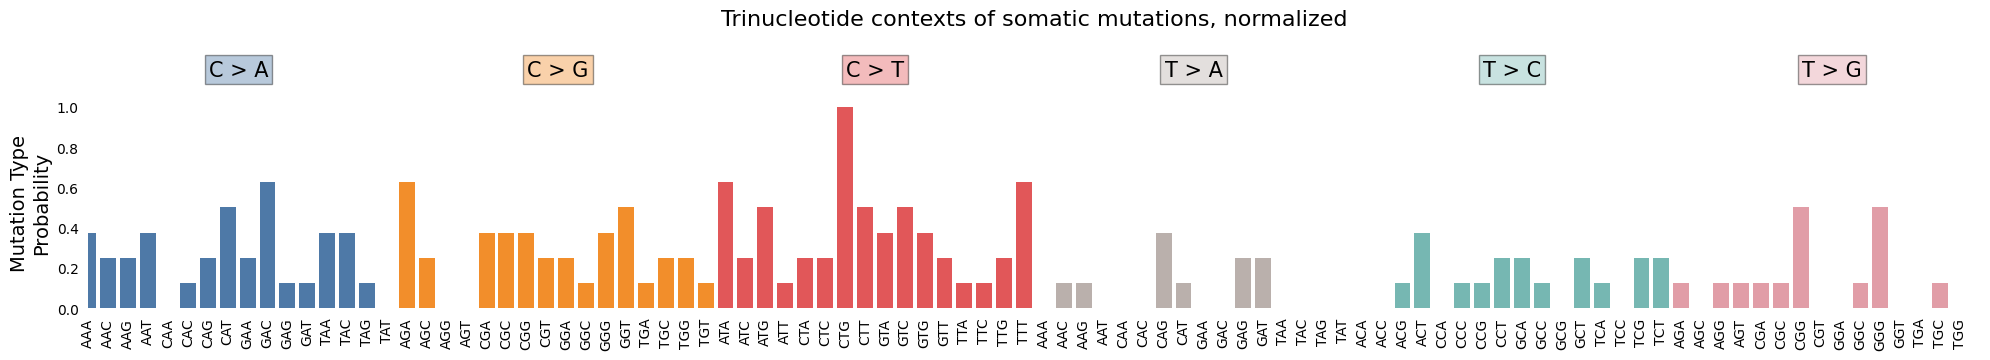 Trinucleotide contexts of somatic mutations, normalized
C > A C > G C > T T > A T > C T > G
Mutation Type
Probability
1.0
0.8
0.6
0.4
0.2
0.0
AAA AAC AAG AAT CAA CAC CAG CAT GAA GAC GAG GAT TAA TAC TAG TAT AGA AGC AGG AGT CGA CGC CGG CGT GGA GGC GGG GGT TGA TGC TGG TGT ATA ATC ATG ATT CTA CTC CTG CTT GTA GTC GTG GTT TTA TTC TTG TTT AAA AAC AAG AAT CAA CAC CAG CAT GAA GAC GAG GAT TAA TAC TAG TAT ACA ACC ACG ACT CCA CCC CCG CCT GCA GCC GCG GCT TCA TCC TCG TCT AGA AGC AGG AGT CGA CGC CGG CGT GGA GGC GGG GGT TGA TGC TGG